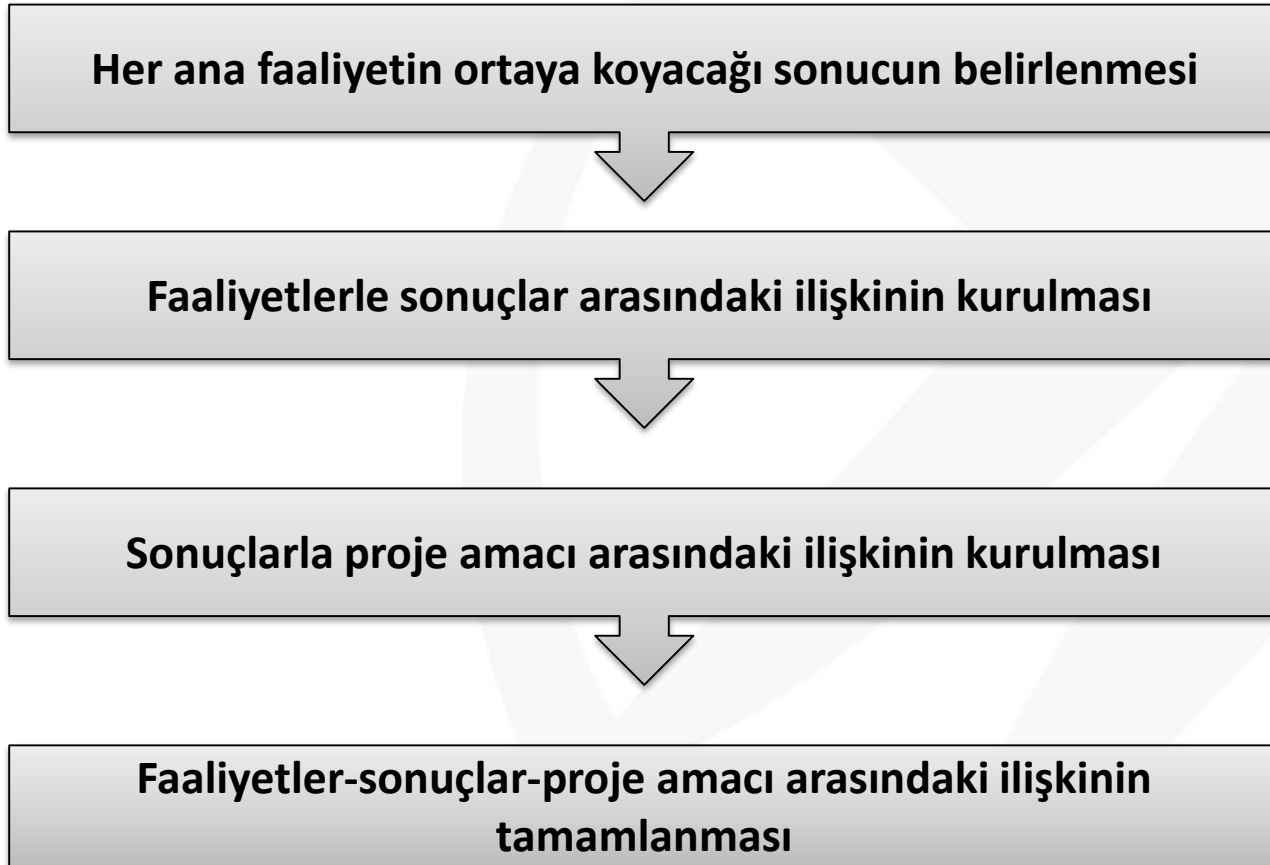 Her ana faaliyetin ortaya koyacağı sonucun belirlenmesi
Faaliyetlerle sonuçlar arasındaki ilişkinin kurulması
Sonuçlarla proje amacı arasındaki ilişkinin kurulması
Faaliyetler-sonuçlar-proje amacı arasındaki ilişkinin
tamamlanması